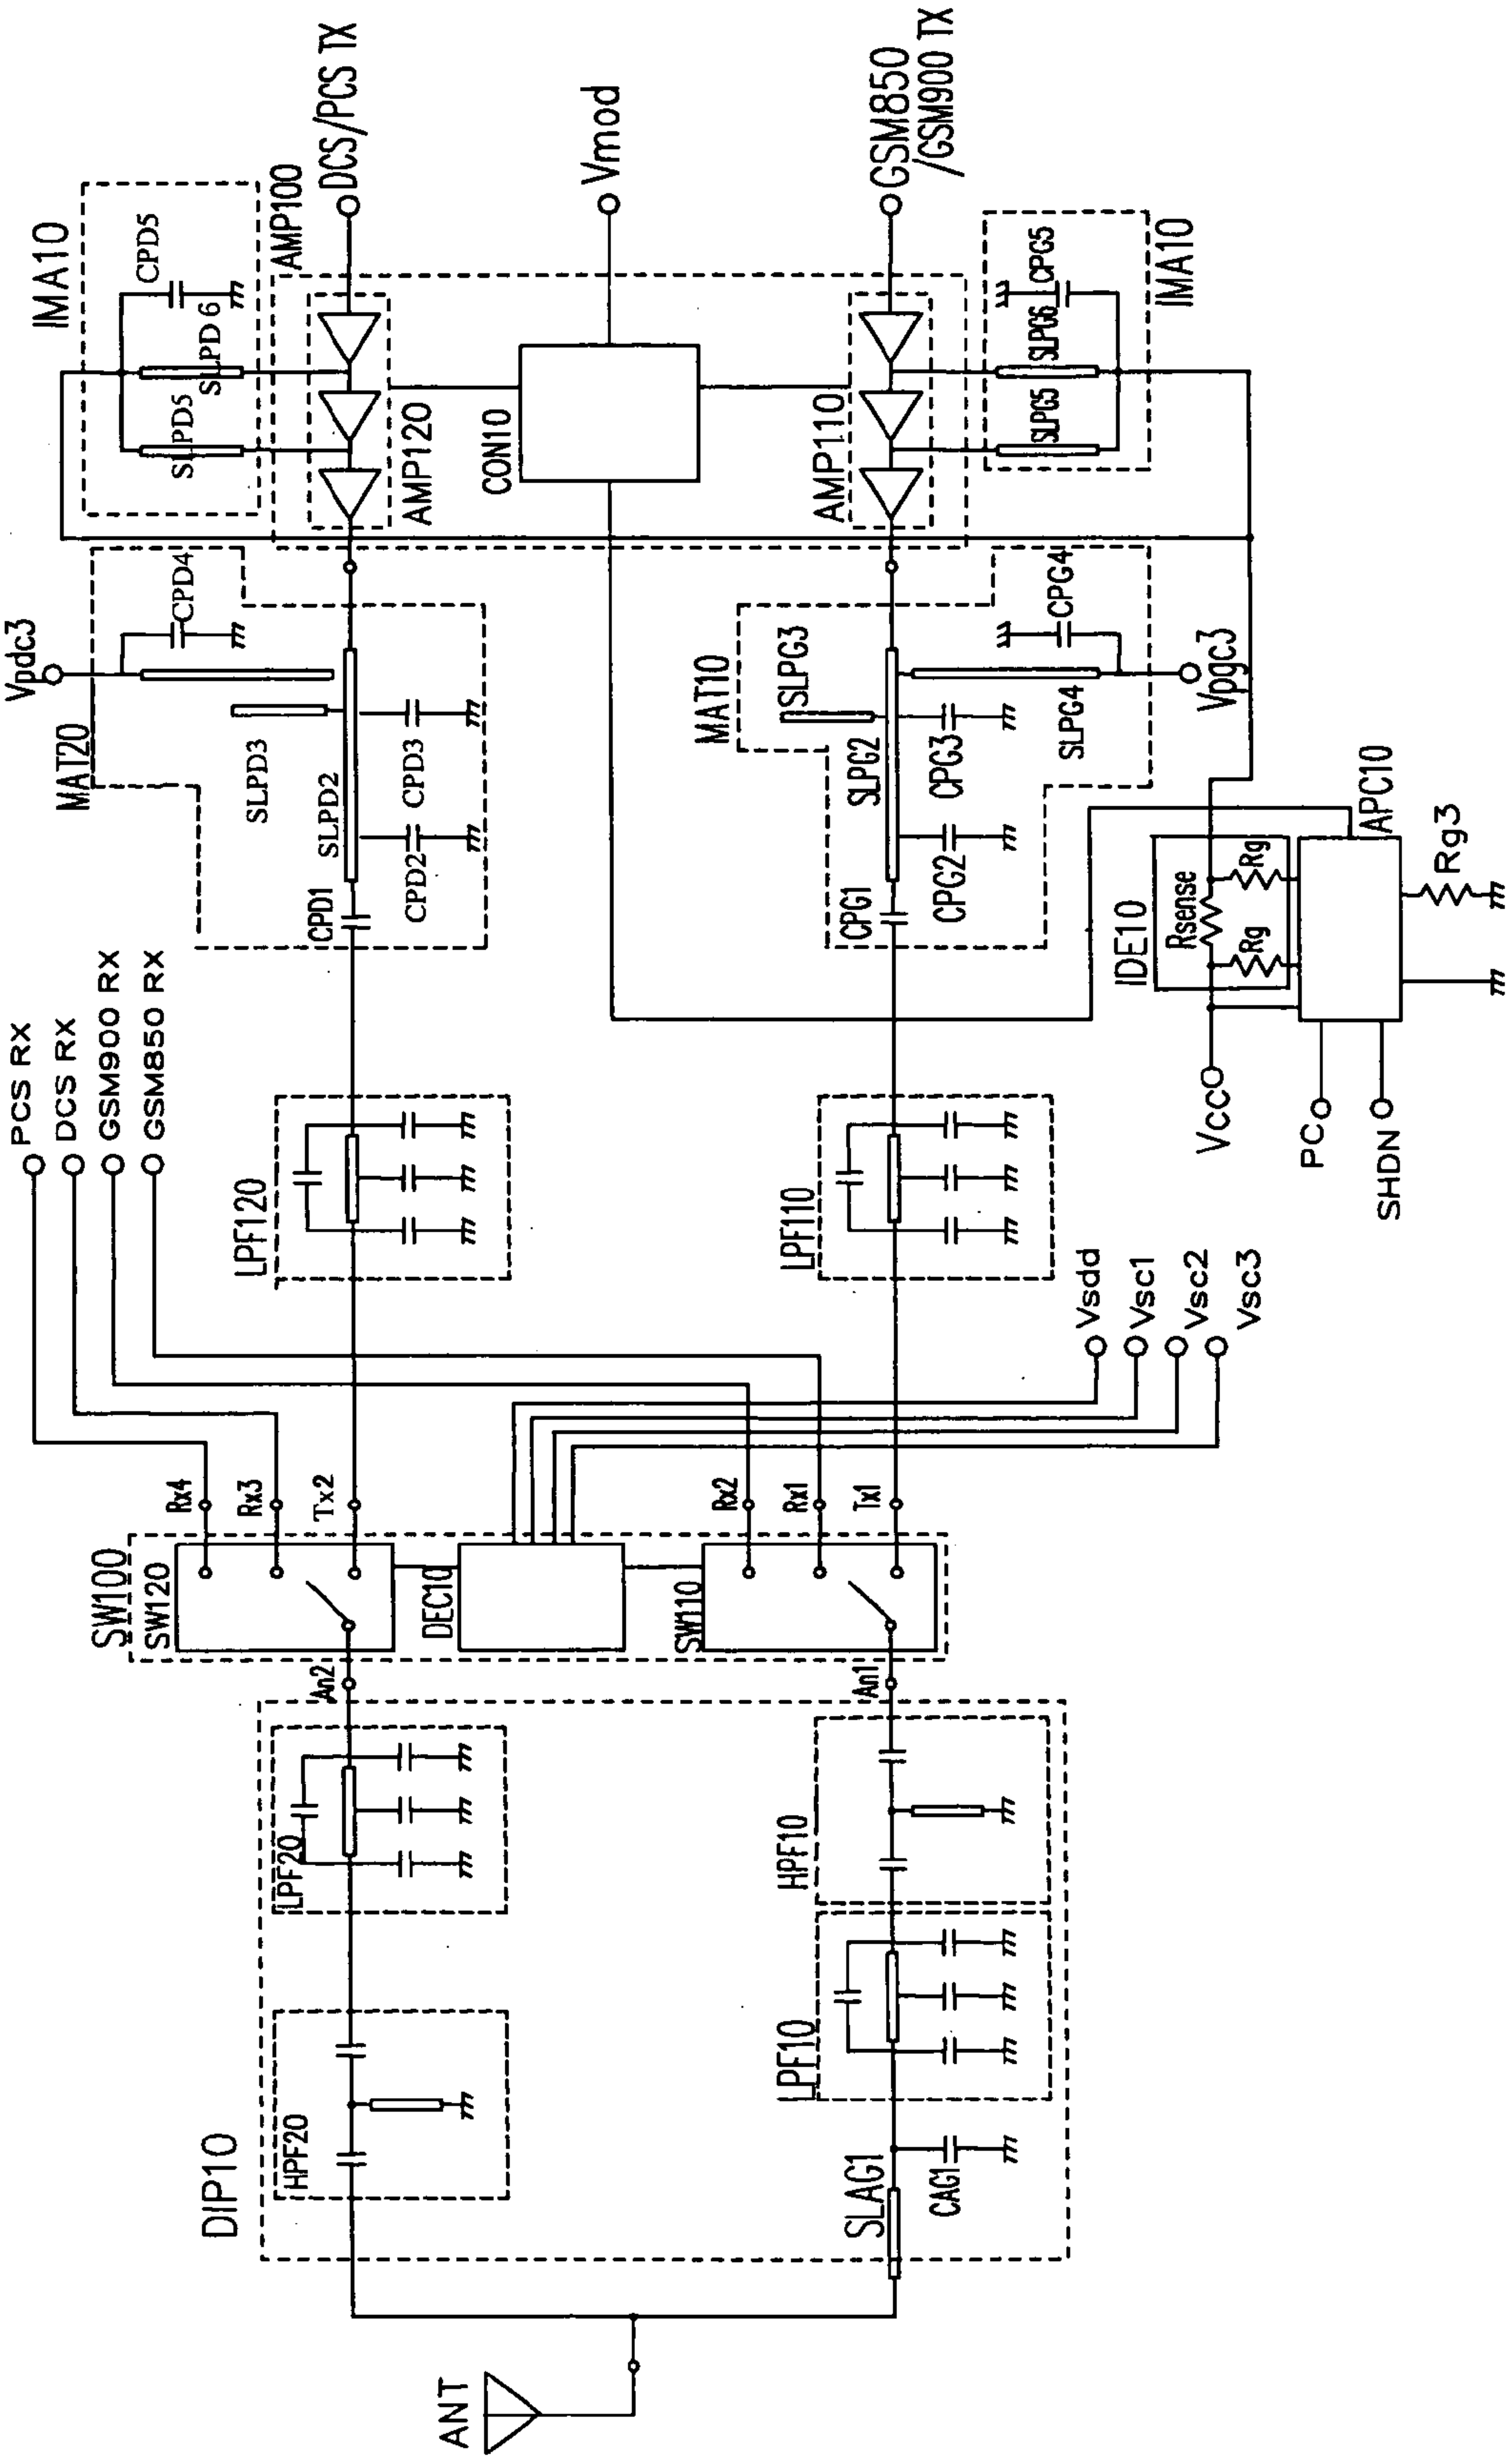 IMA10
CPD5
SLPD 6
SLPD5
AMP100
DCS/PCS TX
AMP120
Vmod
CON10
GSM850
/GSM900 TX
AMP110
CPG5
SLPG6
SLPG5
IMA10
Vpdc3
CPD4
MAT20
SLPD3
SLPD2
CPD3
CPD2
CPD1
MAT10
SLPG3
SLPG2
CPG4
Vpgc3
SLPG4
CPG3
CPG2
CPG1
APC10
IDE10
Rsense
Rg
Rg
Rg3
Vcc
PC
SHDN
PCS RX
DCS RX
GSM900 RX
GSM850 RX
LPF120
LPF110
Vsdd
Vsc1
Vsc2
Vsc3
Rx4
Rx3
Tx2
Rx2
Rx1
Tx1
SW100
SW120
DEC10
SW110
An2
An1
LPF20
HPF10
HPF20
LPF10
DIP10
SLAG1
CAG1
ANT